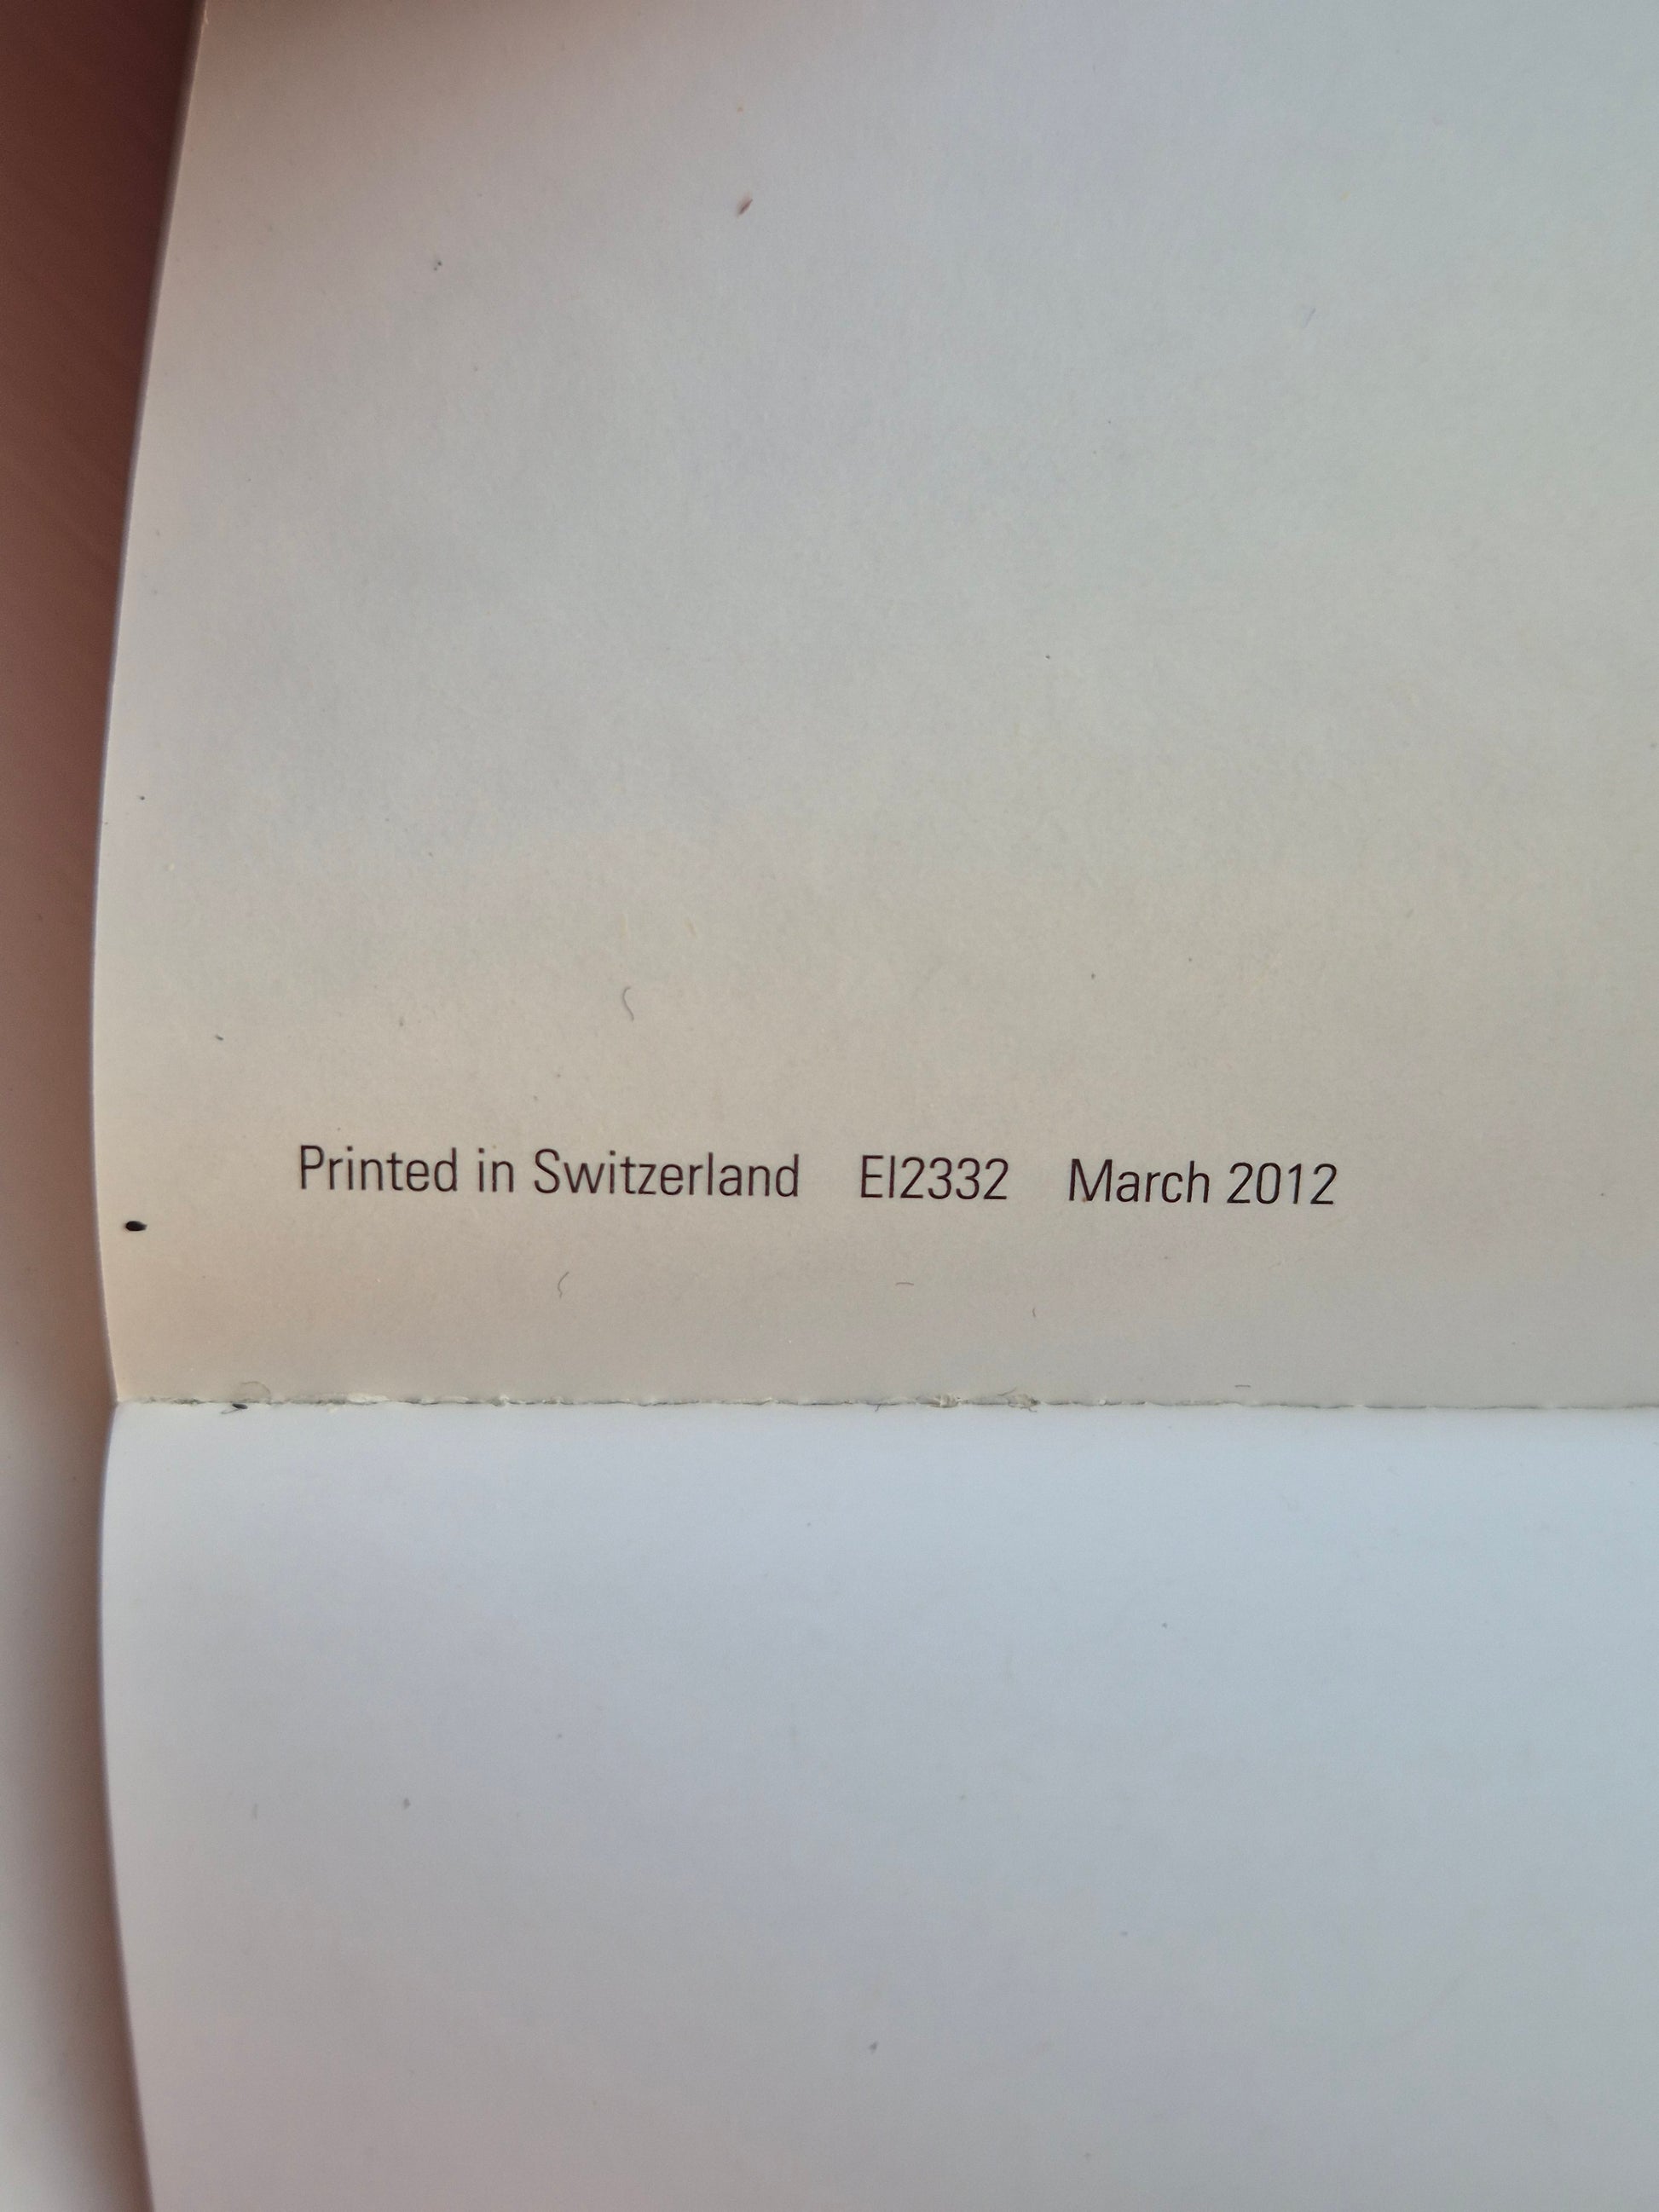 Printed in Switzerland EI2332 March 2012